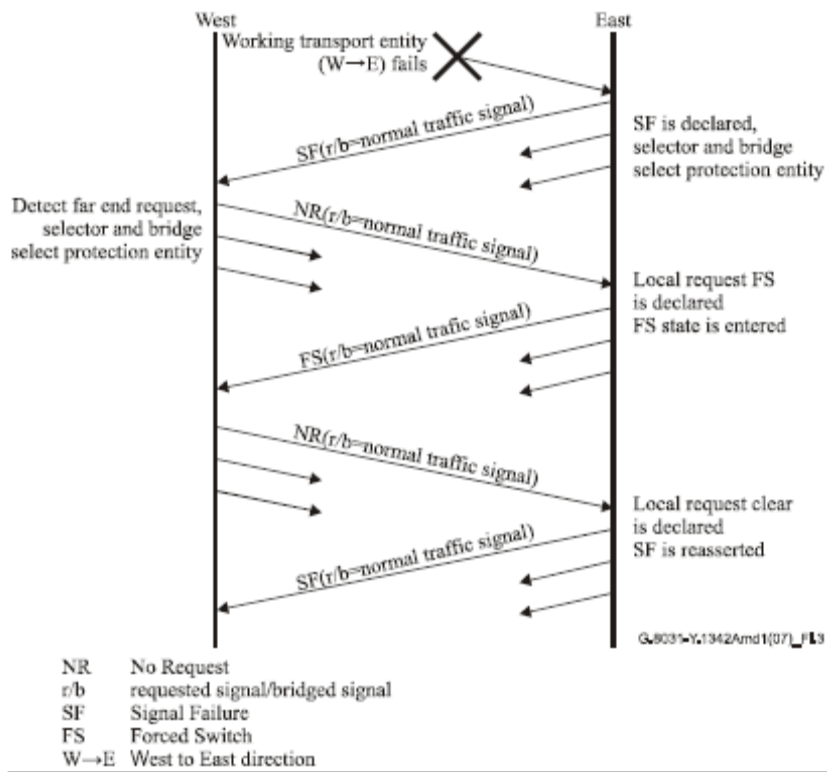 West
East
Working transport entity
(W→E) fails
SF(r/b=normal traffic signal)
SF is declared,
selector and bridge
select protection entity
Detect far end request,
selector and bridge
select protection entity
NR(r/b=normal traffic signal)
Local request FS
is declared
FS state is entered
FS(r/b=normal traffic signal)
NR(r/b=normal traffic signal)
Local request clear
is declared
SF is reasserted
SF(r/b=normal traffic signal)
G.8031-Y.1342Amd1(07)_FI.3
NR No Request
r/b requested signal/bridged signal
SF Signal Failure
FS Forced Switch
W→E West to East direction